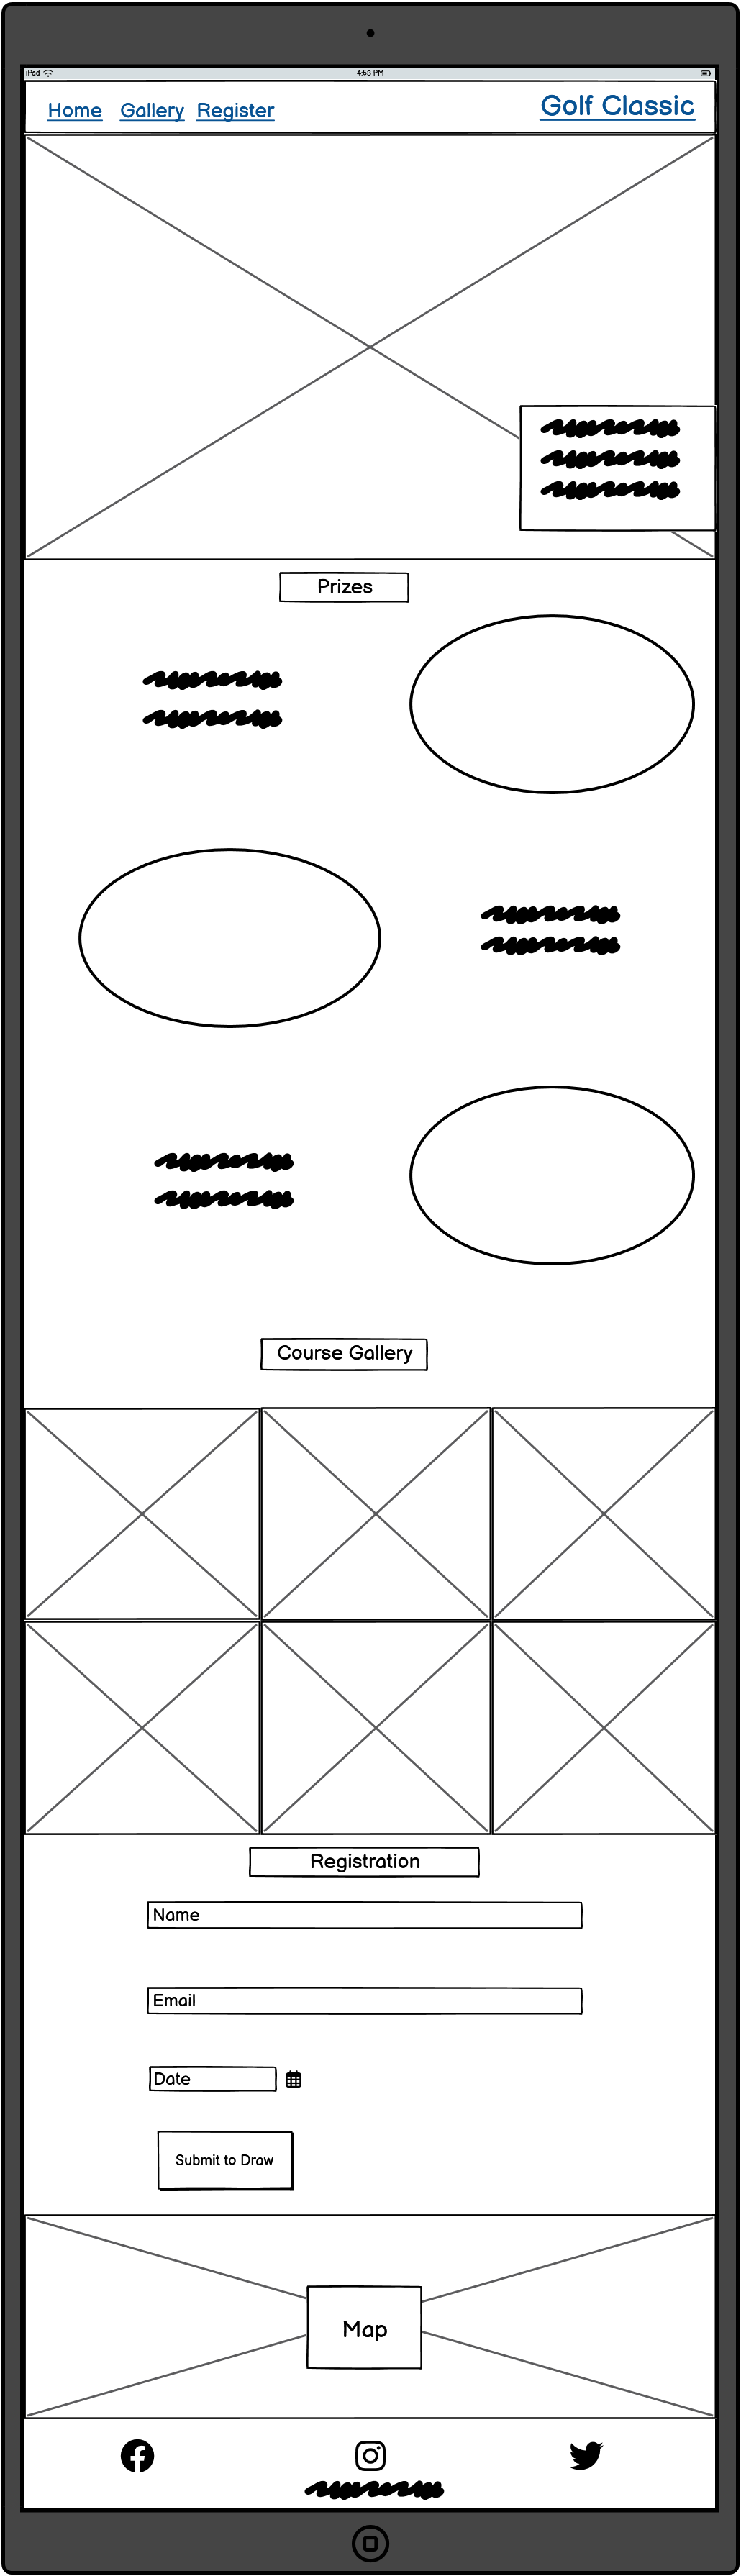 iPad
4:53 PM
Home Gallery Register
Golf Classic
Prizes
Course Gallery
Registration
Name
Email
Date
Submit to Draw
Map